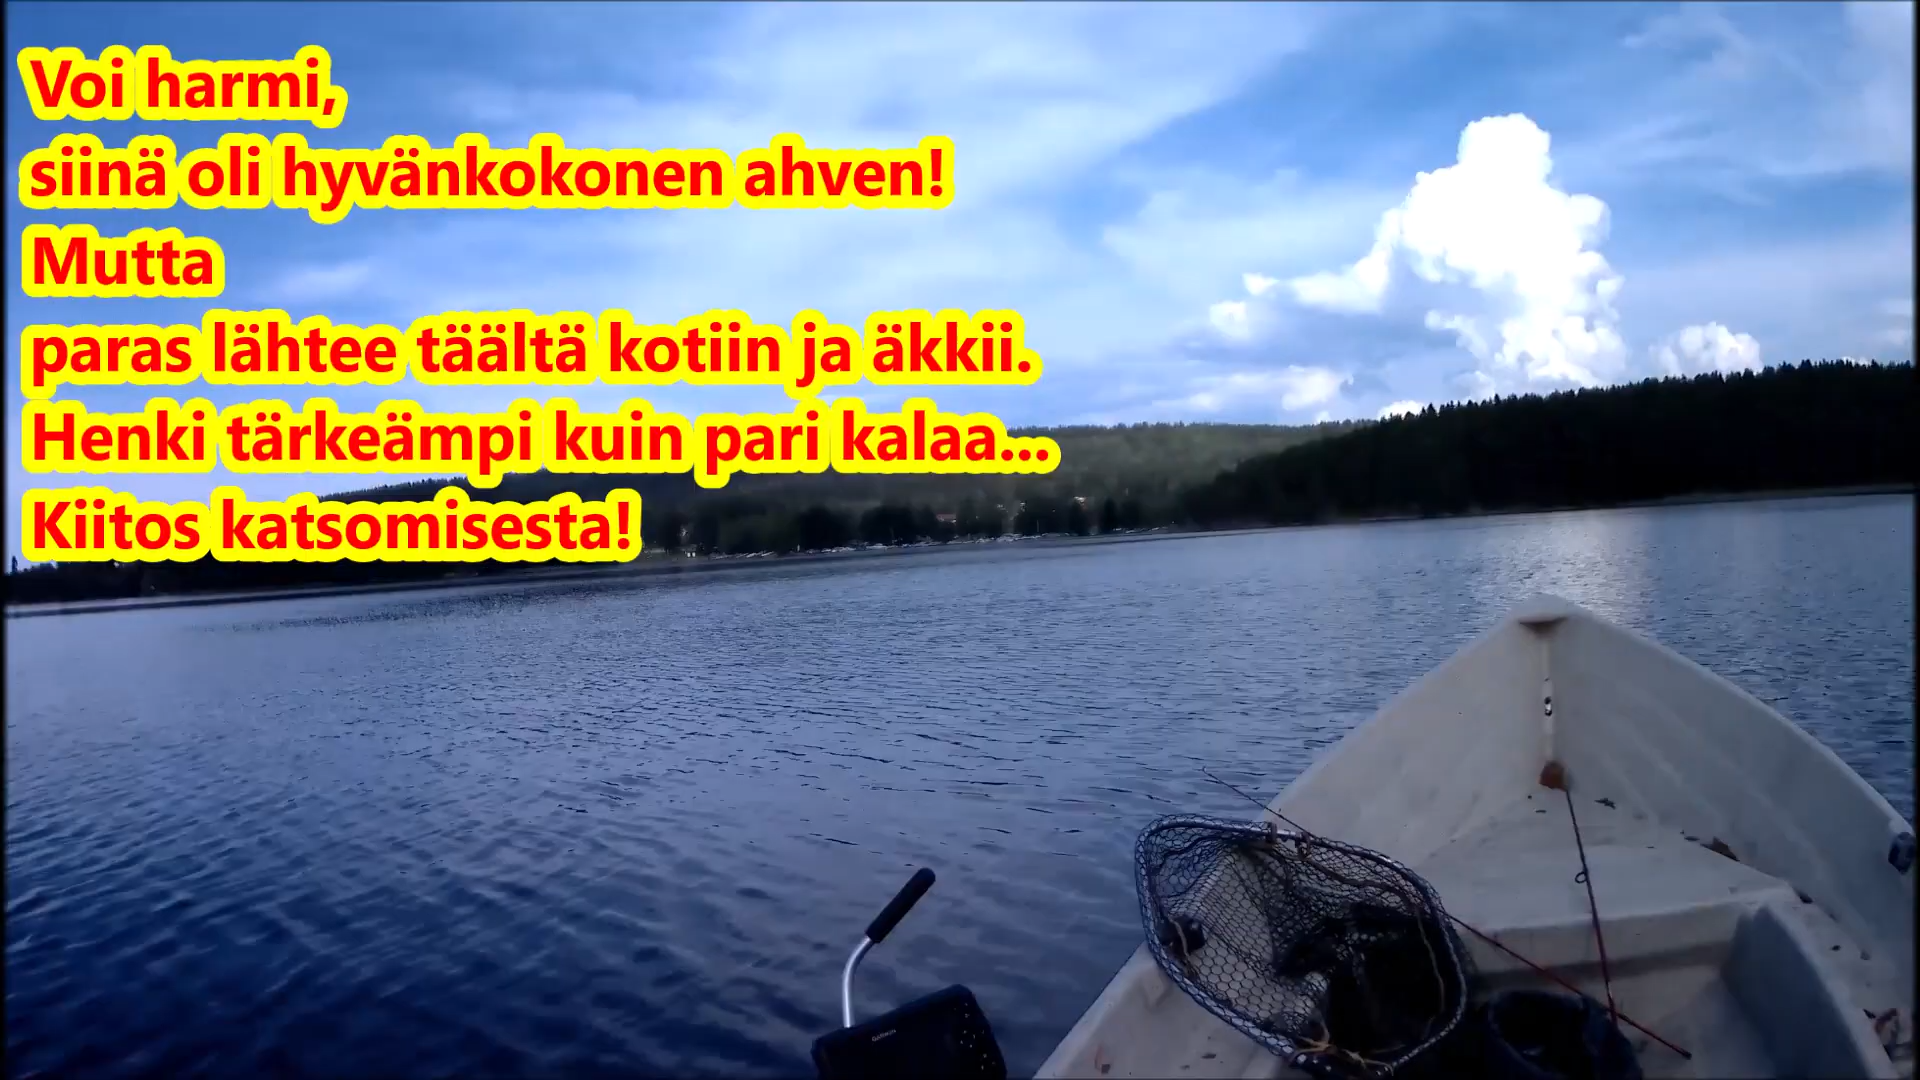 Voi harmi,
siinä oli hyvänkokonen ahven!
Mutta
paras lähtee täältä kotiin ja äkkii.
Henki tärkeämpi kuin pari kalaa...
Kiitos katsomisesta!